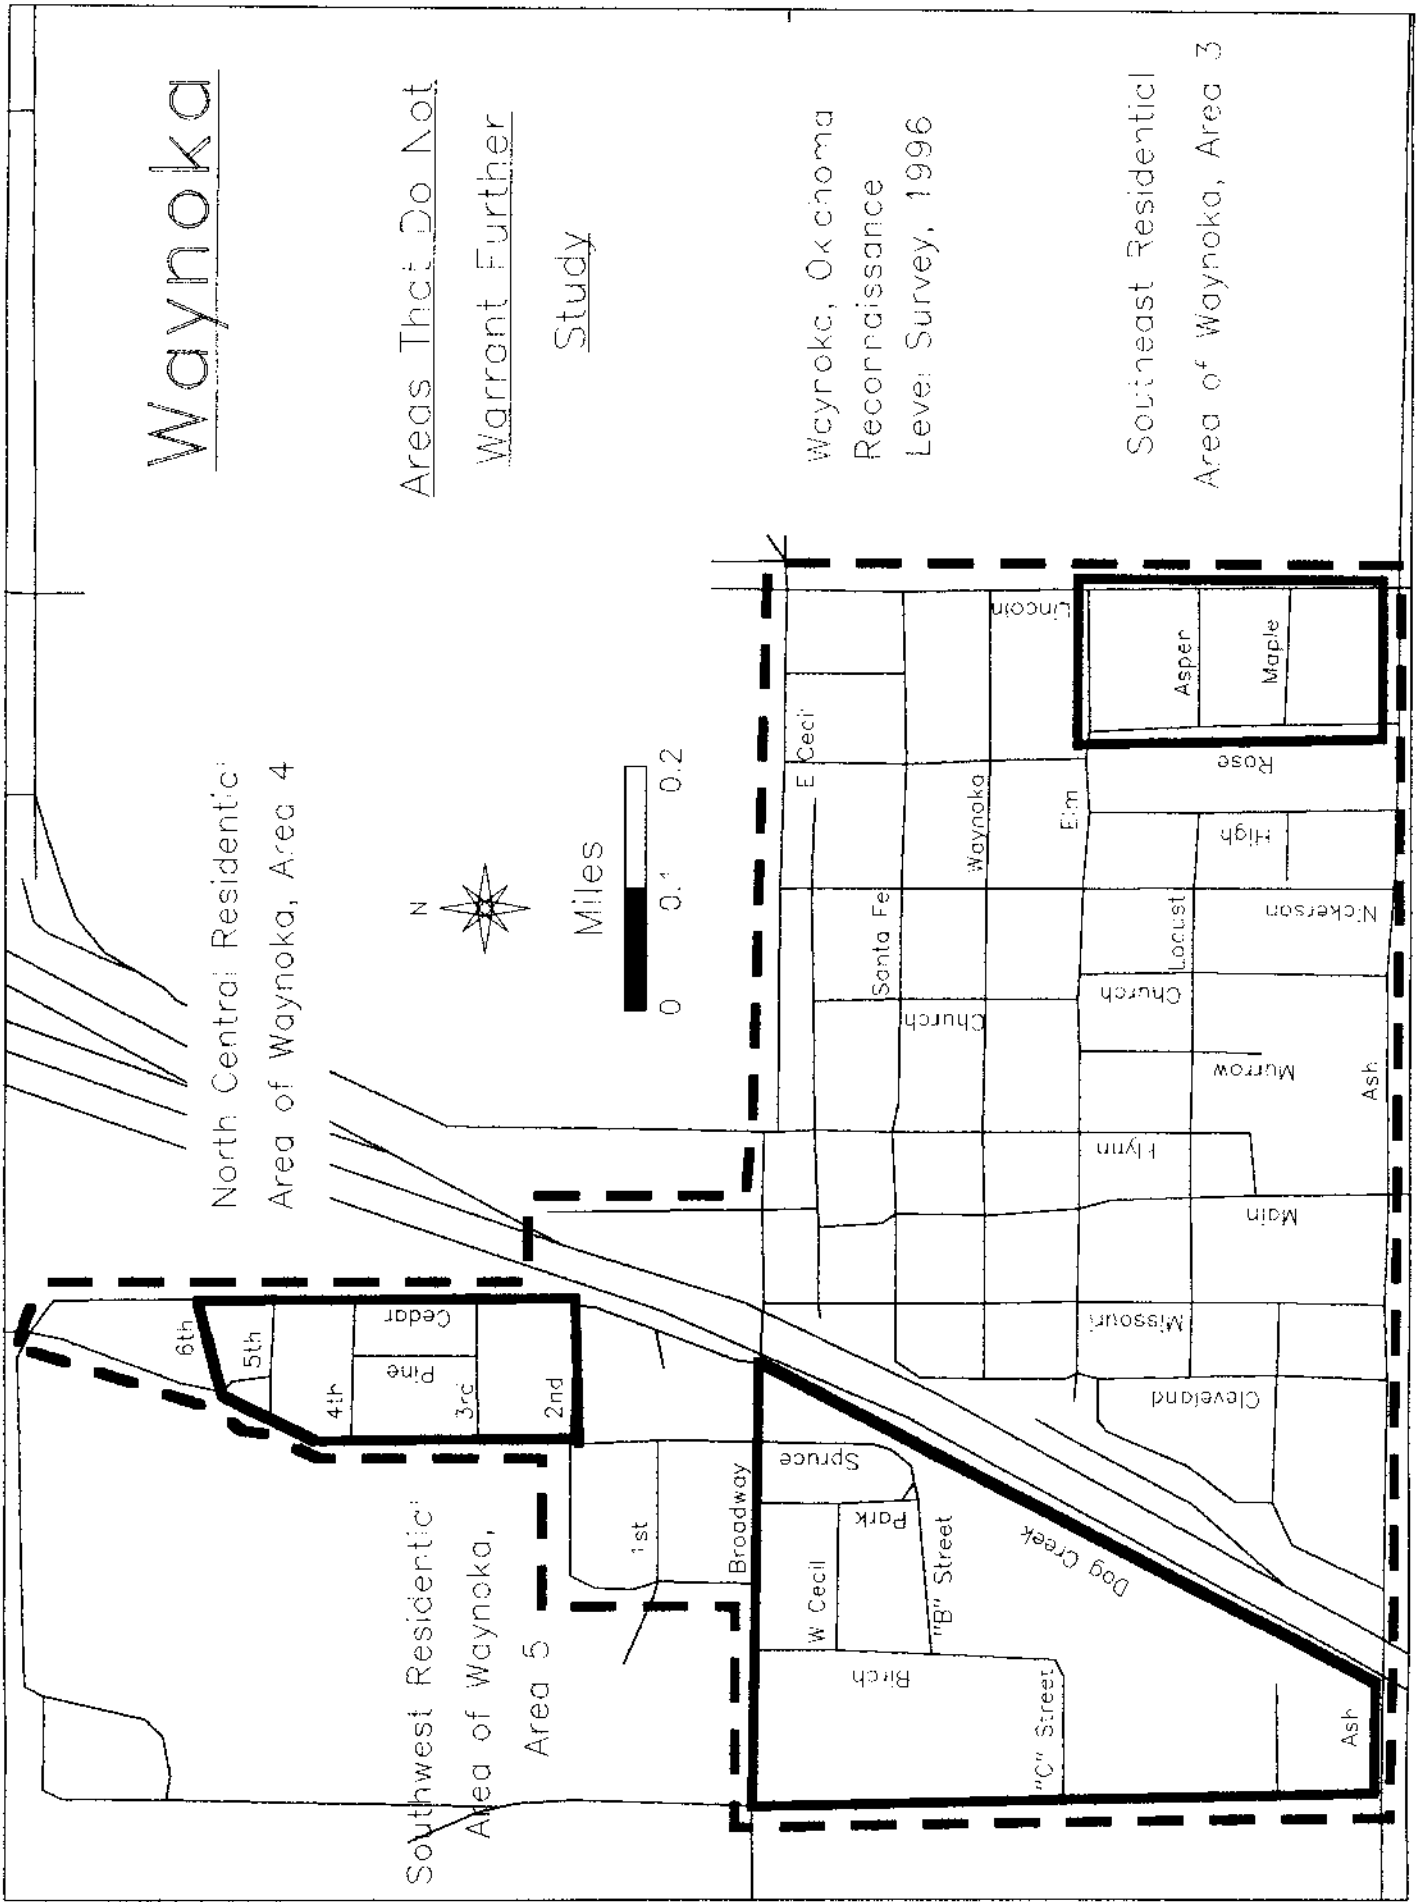 Waynoka
Areas That Do Not
Warrant Further
Study
Waynoka, Oklahoma
Reconnaissance
Level Survey, 1996
Southeast Residential
Area of Waynoka, Area 3
North Central Residential
Area of Waynoka, Area 4
N
Miles
0 0.1 0.2
Southwest Residential
Area of Waynoka,
Area 5
6th
5th
4th
3rd
2nd
Cedar
Pine
1st
Broadway
Spruce
Park
W Cecil
"B" Street
Birch
"C" Street
Dog Creek
Ash
E Cecil
Santa Fe
Waynoka
Elm
Locust
Asper
Maple
Ash
Lincoln
Rose
High
Nickerson
Church
Church
Murrow
Flynn
Main
Missouri
Cleveland